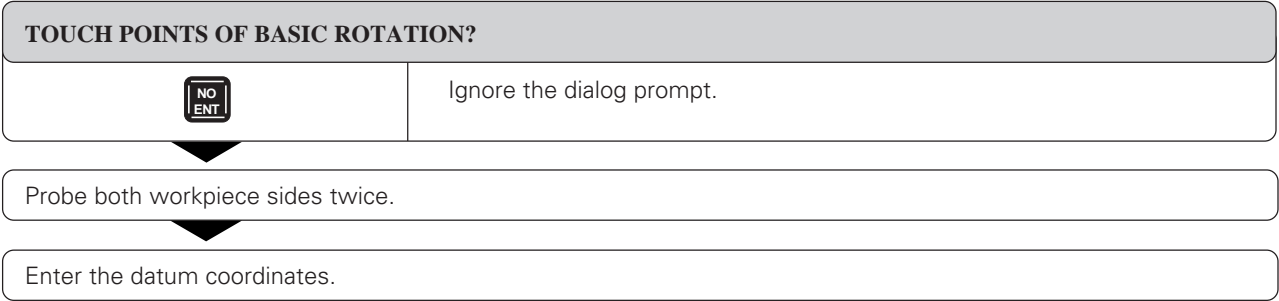 TOUCH POINTS OF BASIC ROTATION?
NO
ENT
Ignore the dialog prompt.
Probe both workpiece sides twice.
Enter the datum coordinates.